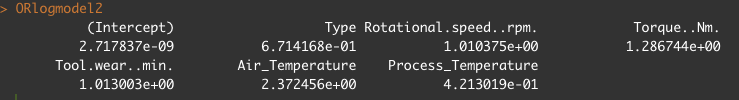 > ORlogmodel2
(Intercept) Type Rotational.speed..rpm. Torque..Nm.
2.717837e-09 6.714168e-01 1.010375e+00 1.286744e+00
Tool.wear..min. Air_Temperature Process_Temperature
1.013003e+00 2.372456e+00 4.213019e-01